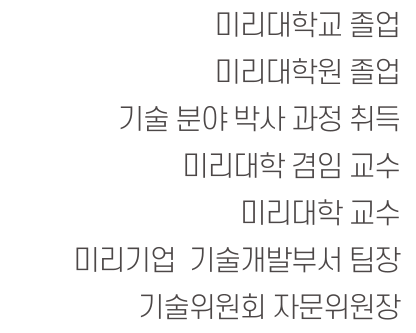 미리대학교 졸업
미리대학원 졸업
기술 분야 박사 과정 취득
미리대학 겸임 교수
미리대학 교수
미리기업 기술개발부서 팀장
기술위원회 자문위원장